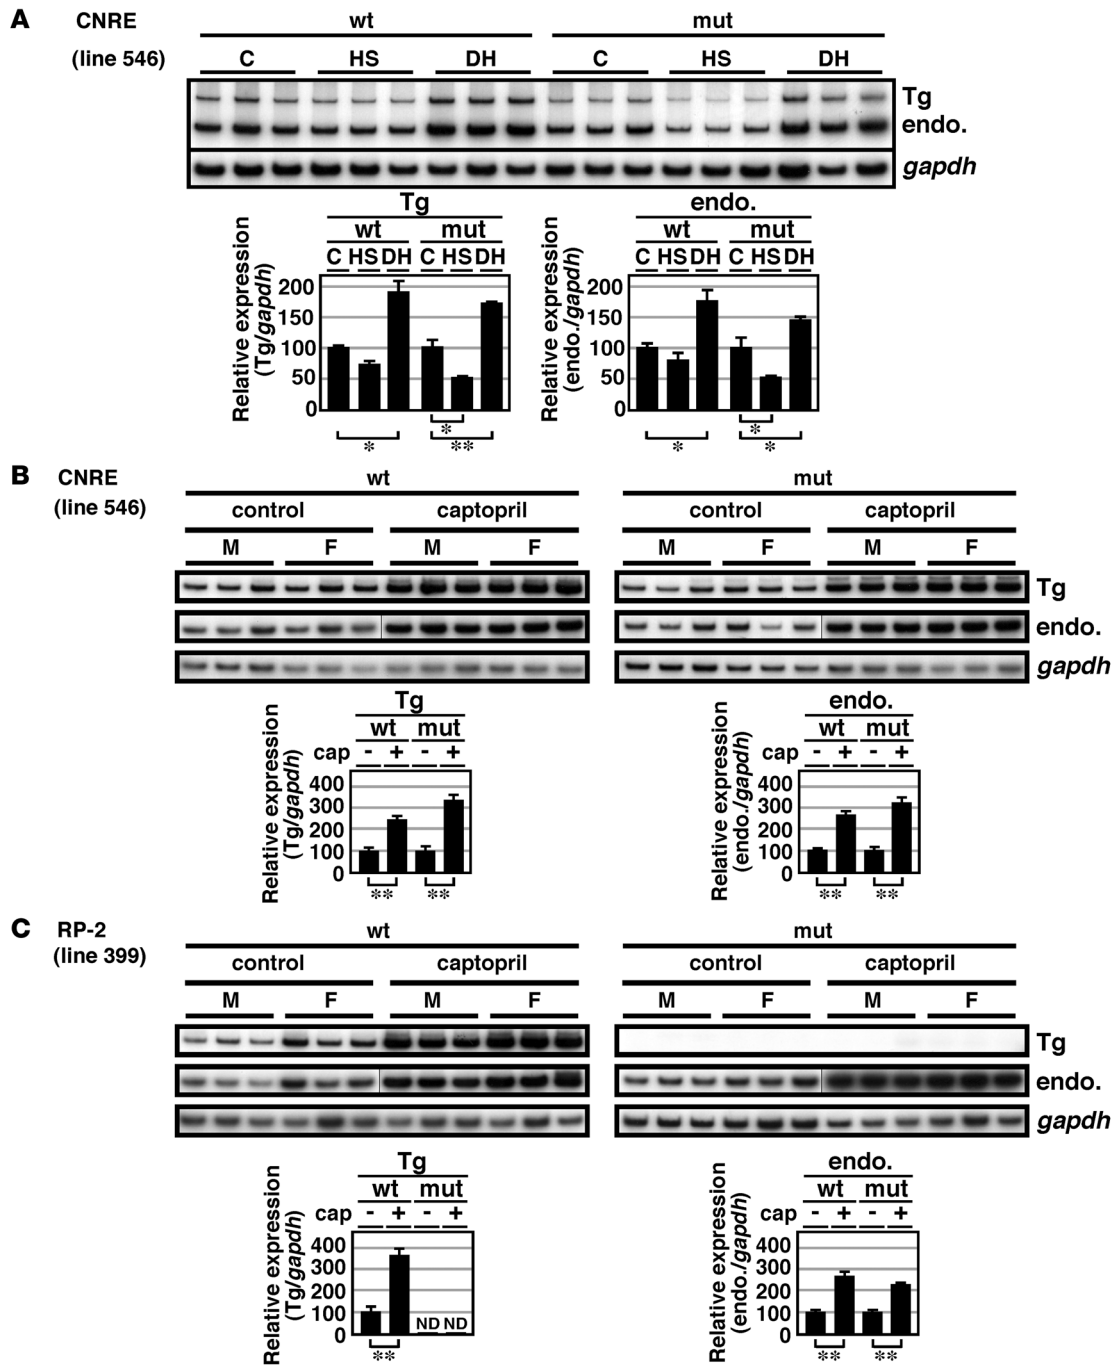 A CNRE wt mut
(line 546) C HS DH C HS DH
Tg
endo.
gapdh
Tg endo.
wt mut wt mut
C HS DH C HS DH C HS DH C HS DH
Relative expression
(Tg/gapdh)
200
150
100
50
0
* * **
Relative expression
(endo./gapdh)
200
150
100
50
0
* * *
B CNRE wt mut
(line 546) control captopril control captopril
M F M F M F M F
Tg
endo.
gapdh
Tg endo.
wt mut wt mut
cap - + - + cap - + - +
Relative expression
(Tg/gapdh)
400
300
200
100
0
** **
Relative expression
(endo./gapdh)
400
300
200
100
0
** **
C RP-2 wt mut
(line 399) control captopril control captopril
M F M F M F M F
Tg
endo.
gapdh
Tg endo.
wt mut wt mut
cap - + - + cap - + - +
Relative expression
(Tg/gapdh)
400
300
200
100
0
ND ND
**
Relative expression
(endo./gapdh)
400
300
200
100
0
** **